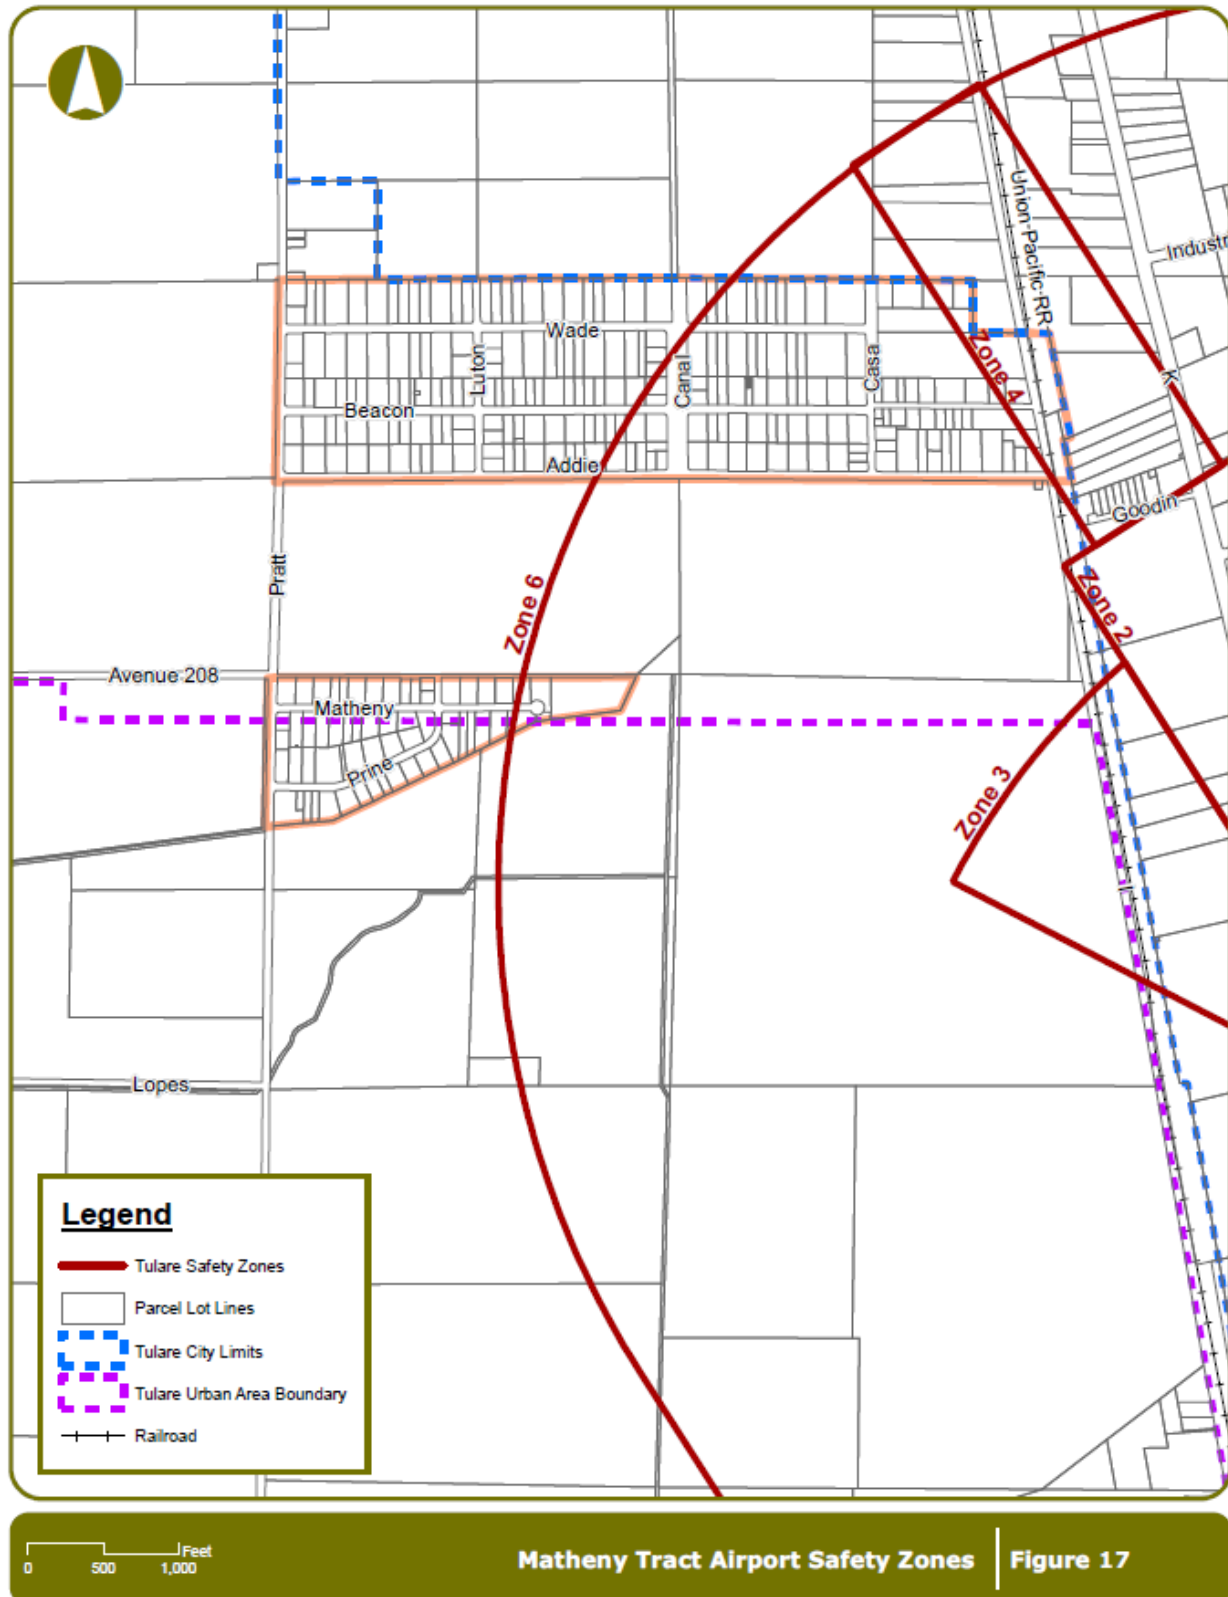 Union-Pacific-RR
Industr
Wade
Luton
Canal
Casa
Zone 4
K
Beacon
Addie
Goodin
Pratt
Zone 6
Zone 2
Avenue 208
Matheny
Prine
Zone 3
I
Lopes
Legend
Tulare Safety Zones
Parcel Lot Lines
Tulare City Limits
Tulare Urban Area Boundary
Railroad
Feet
0 500 1,000
Matheny Tract Airport Safety Zones
Figure 17